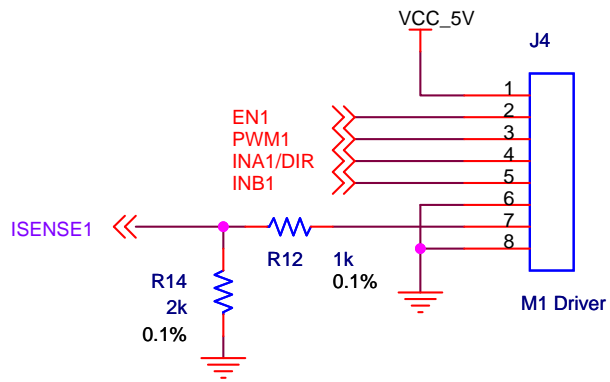 VCC_5V
J4
1
EN1 2
PWM1 3
INA1/DIR 4
INB1 5
6
ISENSE1 7
R12 1k 8
R14 0.1%
2k
M1 Driver
0.1%